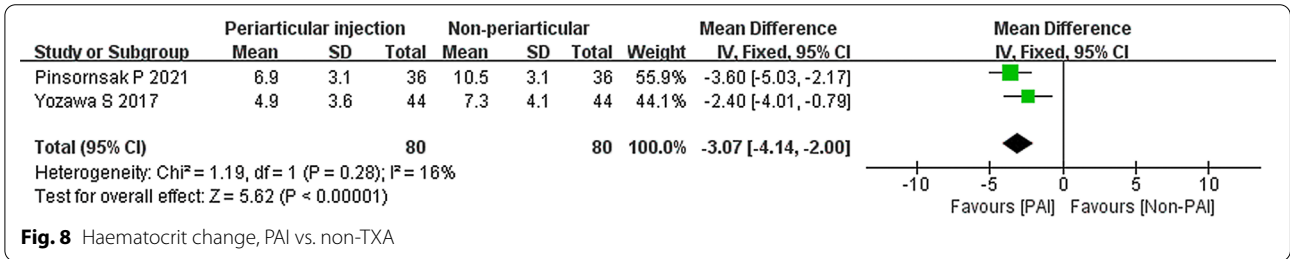 Periarticular injection Non-periarticular Mean Difference Mean Difference
Study or Subgroup Mean SD Total Mean SD Total Weight IV, Fixed, 95% CI IV, Fixed, 95% CI
Pinsornsak P 2021 6.9 3.1 36 10.5 3.1 36 55.9% -3.60 [-5.03, -2.17]
Yozawa S 2017 4.9 3.6 44 7.3 4.1 44 44.1% -2.40 [-4.01, -0.79]
Total (95% CI) 80 80 100.0% -3.07 [-4.14, -2.00]
Heterogeneity: Chi² = 1.19, df = 1 (P = 0.28); I² = 16%
Test for overall effect: Z = 5.62 (P < 0.00001)
-10 -5 0 5 10
Favours [PAI] Favours [Non-PAI]
Fig. 8 Haematocrit change, PAI vs. non-TXA